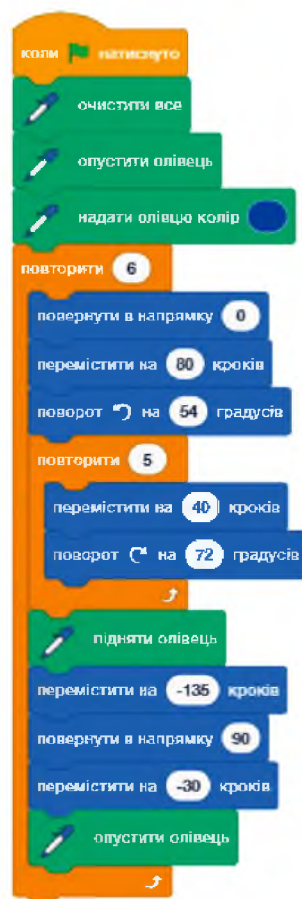 коли натиснуто
очистити все
опустити олівець
надати олівцю колір
повторити 6
повернути в напрямку 0
перемістити на 80 кроків
поворот на 54 градусів
повторити 5
перемістити на 40 кроків
поворот на 72 градусів
підняти олівець
перемістити на -135 кроків
повернути в напрямку 90
перемістити на -30 кроків
опустити олівець